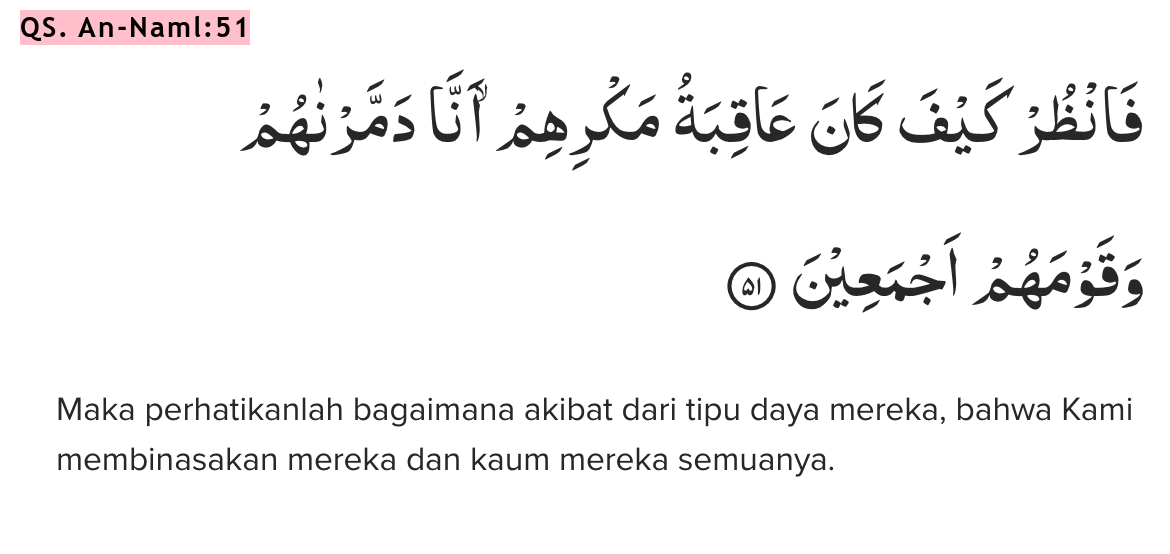 QS. An-Naml:51
فَانْظُرْ كَيْفَ كَانَ عَاقِبَةُ مَكْرِهِمْ اَنَّا دَمَّرْنٰهُمْ
وَقَوْمَهُمْ اَجْمَعِيْنَ ۵۱
Maka perhatikanlah bagaimana akibat dari tipu daya mereka, bahwa Kami
membinasakan mereka dan kaum mereka semuanya.